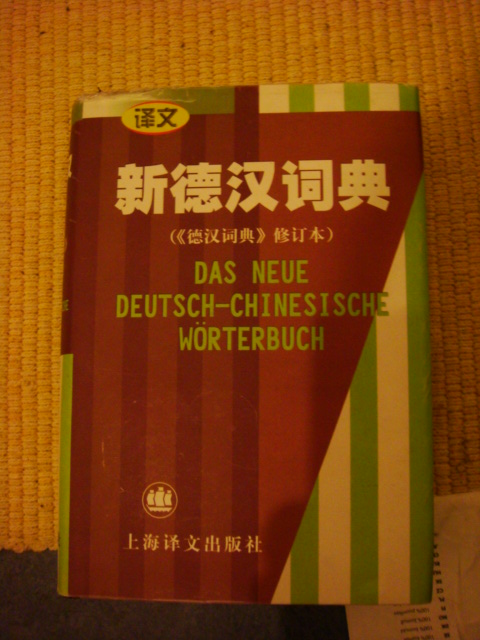 译文
新德汉词典
(《德汉词典》修订本)
DAS NEUE
DEUTSCH-CHINESISCHE
WÖRTERBUCH
上海译文出版社